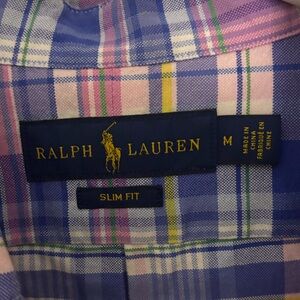 RALPH LAUREN
SLIM FIT
M
MADE IN
CHINA
FABRIQUÉ EN
CHINE